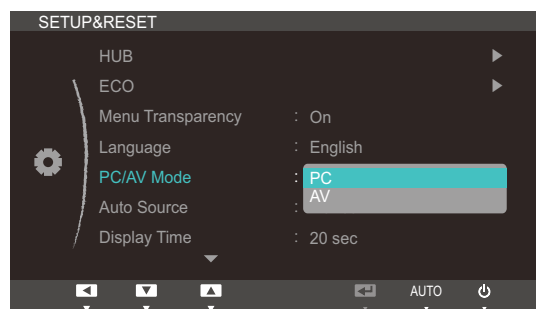 SETUP&RESET
HUB
ECO
Menu Transparency : On
Language : English
PC/AV Mode : PC
AV
Auto Source :
Display Time : 20 sec
AUTO